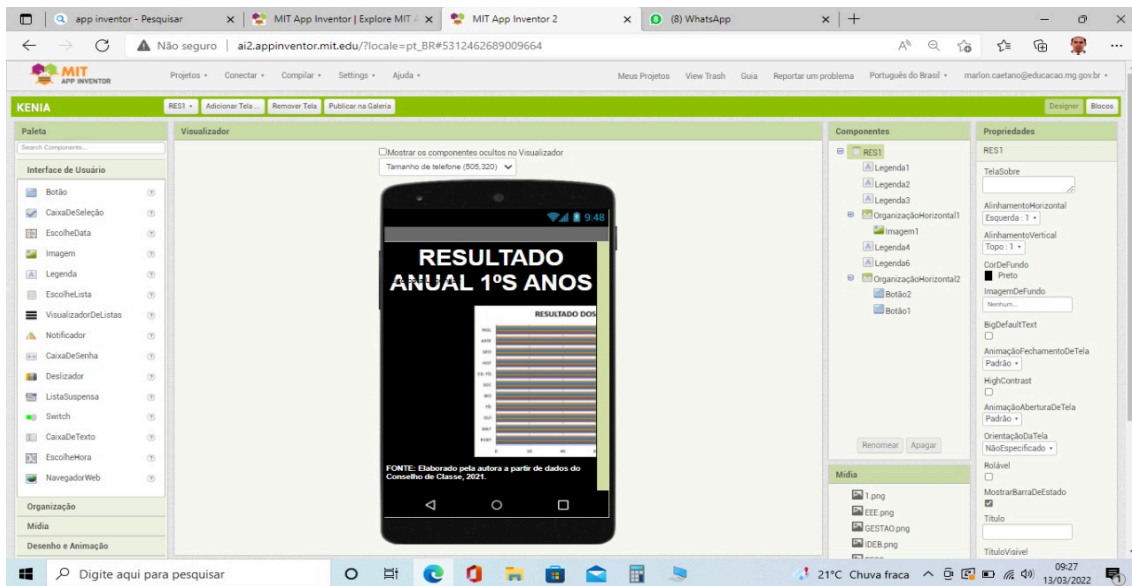 app inventor - Pesquisar
MIT App Inventor | Explore MIT A
MIT App Inventor 2
(8) WhatsApp
Não seguro
ai2.appinventor.mit.edu/?locale=pt_BR#5312462689009664
MIT
APP INVENTOR
Projetos
Conectar
Compilar
Settings
Ajuda
Meus Projetos
View Trash
Guia
Reportar um problema
Português do Brasil
marlon.caetano@educacao.mg.gov.br
KENIA
RES1
Adicionar Tela ...
Remover Tela
Publicar na Galeria
Designer
Blocos
Paleta
Search Components...
Interface de Usuário
Botão
CaixaDeSeleção
EscolheData
Imagem
Legenda
EscolheLista
VisualizadorDeListas
Notificador
CaixaDeSenha
Deslizador
ListaSuspensa
Switch
CaixaDeTexto
EscolheHora
NavegadorWeb
Organização
Mídia
Desenho e Animação
Visualizador
Mostrar os componentes ocultos no Visualizador
Tamanho de telefone (505,320)
9:48
RESULTADO
ANUAL 1ºS ANOS
RESULTADO DOS
FONTE: Elaborado pela autora a partir de dados do
Conselho de Classe, 2021.
Componentes
RES1
Legenda1
Legenda2
Legenda3
OrganizaçãoHorizontal1
Imagem1
Legenda4
Legenda6
OrganizaçãoHorizontal2
Botão2
Botão1
Renomear
Apagar
Mídia
1.png
EEE.png
GESTAO.png
IDEB.png
Propriedades
RES1
TelaSobre
AlinhamentoHorizontal
Esquerda : 1
AlinhamentoVertical
Topo : 1
CorDeFundo
Preto
ImagemDeFundo
Nenhum...
BigDefaultText
AnimaçãoFechamentoDeTela
Padrão
HighContrast
AnimaçãoAberturaDeTela
Padrão
OrientaçãoDaTela
NãoEspecificado
Rolável
MostrarBarraDeEstado
Título
TítuloVisível
Digite aqui para pesquisar
21°C Chuva fraca
09:27
13/03/2022